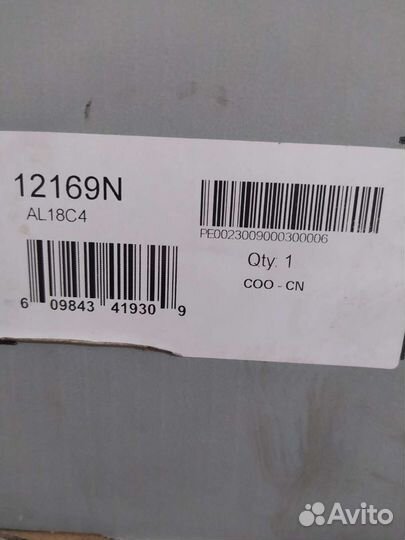 12169N
AL18C4
6 09843 41930 9
PE0023009000300006
Qty: 1
COO - CN
Avito